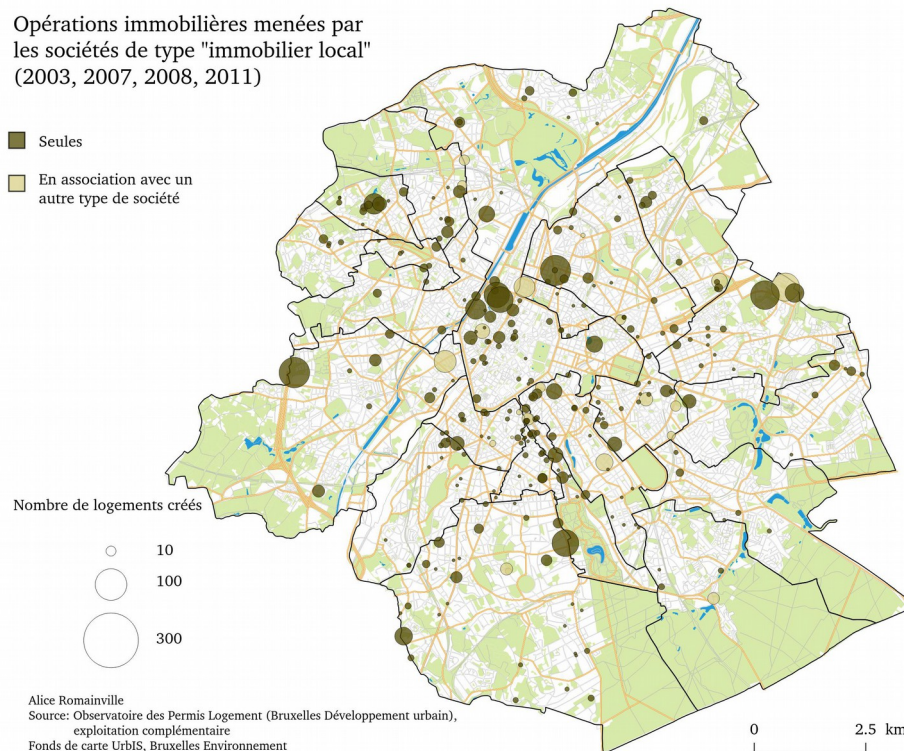 Opérations immobilières menées par
les sociétés de type "immobilier local"
(2003, 2007, 2008, 2011)
Seules
En association avec un
autre type de société
Nombre de logements créés
10
100
300
Alice Romainville
Source: Observatoire des Permis Logement (Bruxelles Développement urbain),
exploitation complémentaire
Fonds de carte UrbIS, Bruxelles Environnement
0 2.5 km